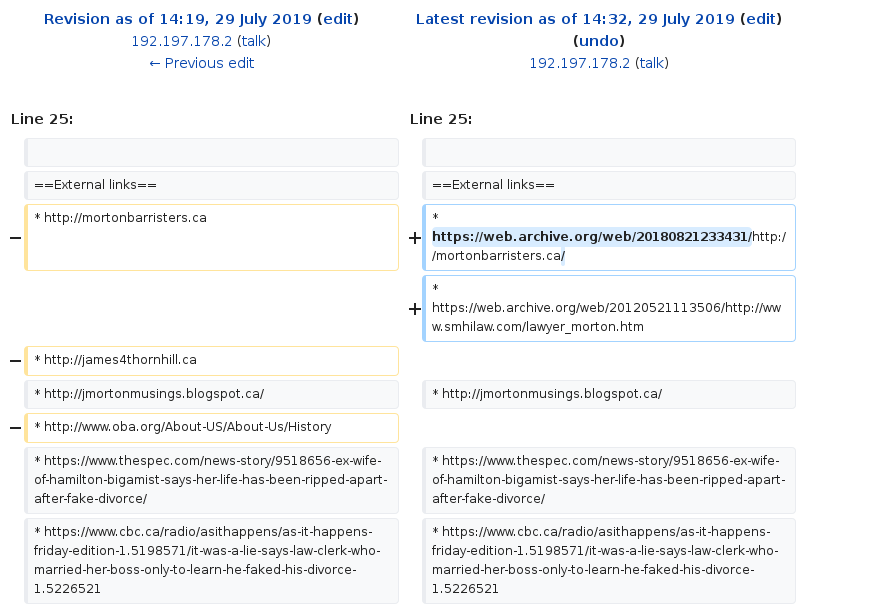 Revision as of 14:19, 29 July 2019 (edit)
192.197.178.2 (talk)
← Previous edit
Latest revision as of 14:32, 29 July 2019 (edit)
(undo)
192.197.178.2 (talk)
Line 25:
Line 25:
==External links==
==External links==
− * http://mortonbarristers.ca
+ *
https://web.archive.org/web/20180821233431/http:/
/mortonbarristers.ca/
+ *
https://web.archive.org/web/20120521113506/http://ww
w.smhilaw.com/lawyer_morton.htm
− * http://james4thornhill.ca
* http://jmortonmusings.blogspot.ca/
* http://jmortonmusings.blogspot.ca/
− * http://www.oba.org/About-US/About-Us/History
* https://www.thespec.com/news-story/9518656-ex-wife-
of-hamilton-bigamist-says-her-life-has-been-ripped-apart-
after-fake-divorce/
* https://www.thespec.com/news-story/9518656-ex-wife-
of-hamilton-bigamist-says-her-life-has-been-ripped-apart-
after-fake-divorce/
* https://www.cbc.ca/radio/asithappens/as-it-happens-
friday-edition-1.5198571/it-was-a-lie-says-law-clerk-who-
married-her-boss-only-to-learn-he-faked-his-divorce-
1.5226521
* https://www.cbc.ca/radio/asithappens/as-it-happens-
friday-edition-1.5198571/it-was-a-lie-says-law-clerk-who-
married-her-boss-only-to-learn-he-faked-his-divorce-
1.5226521